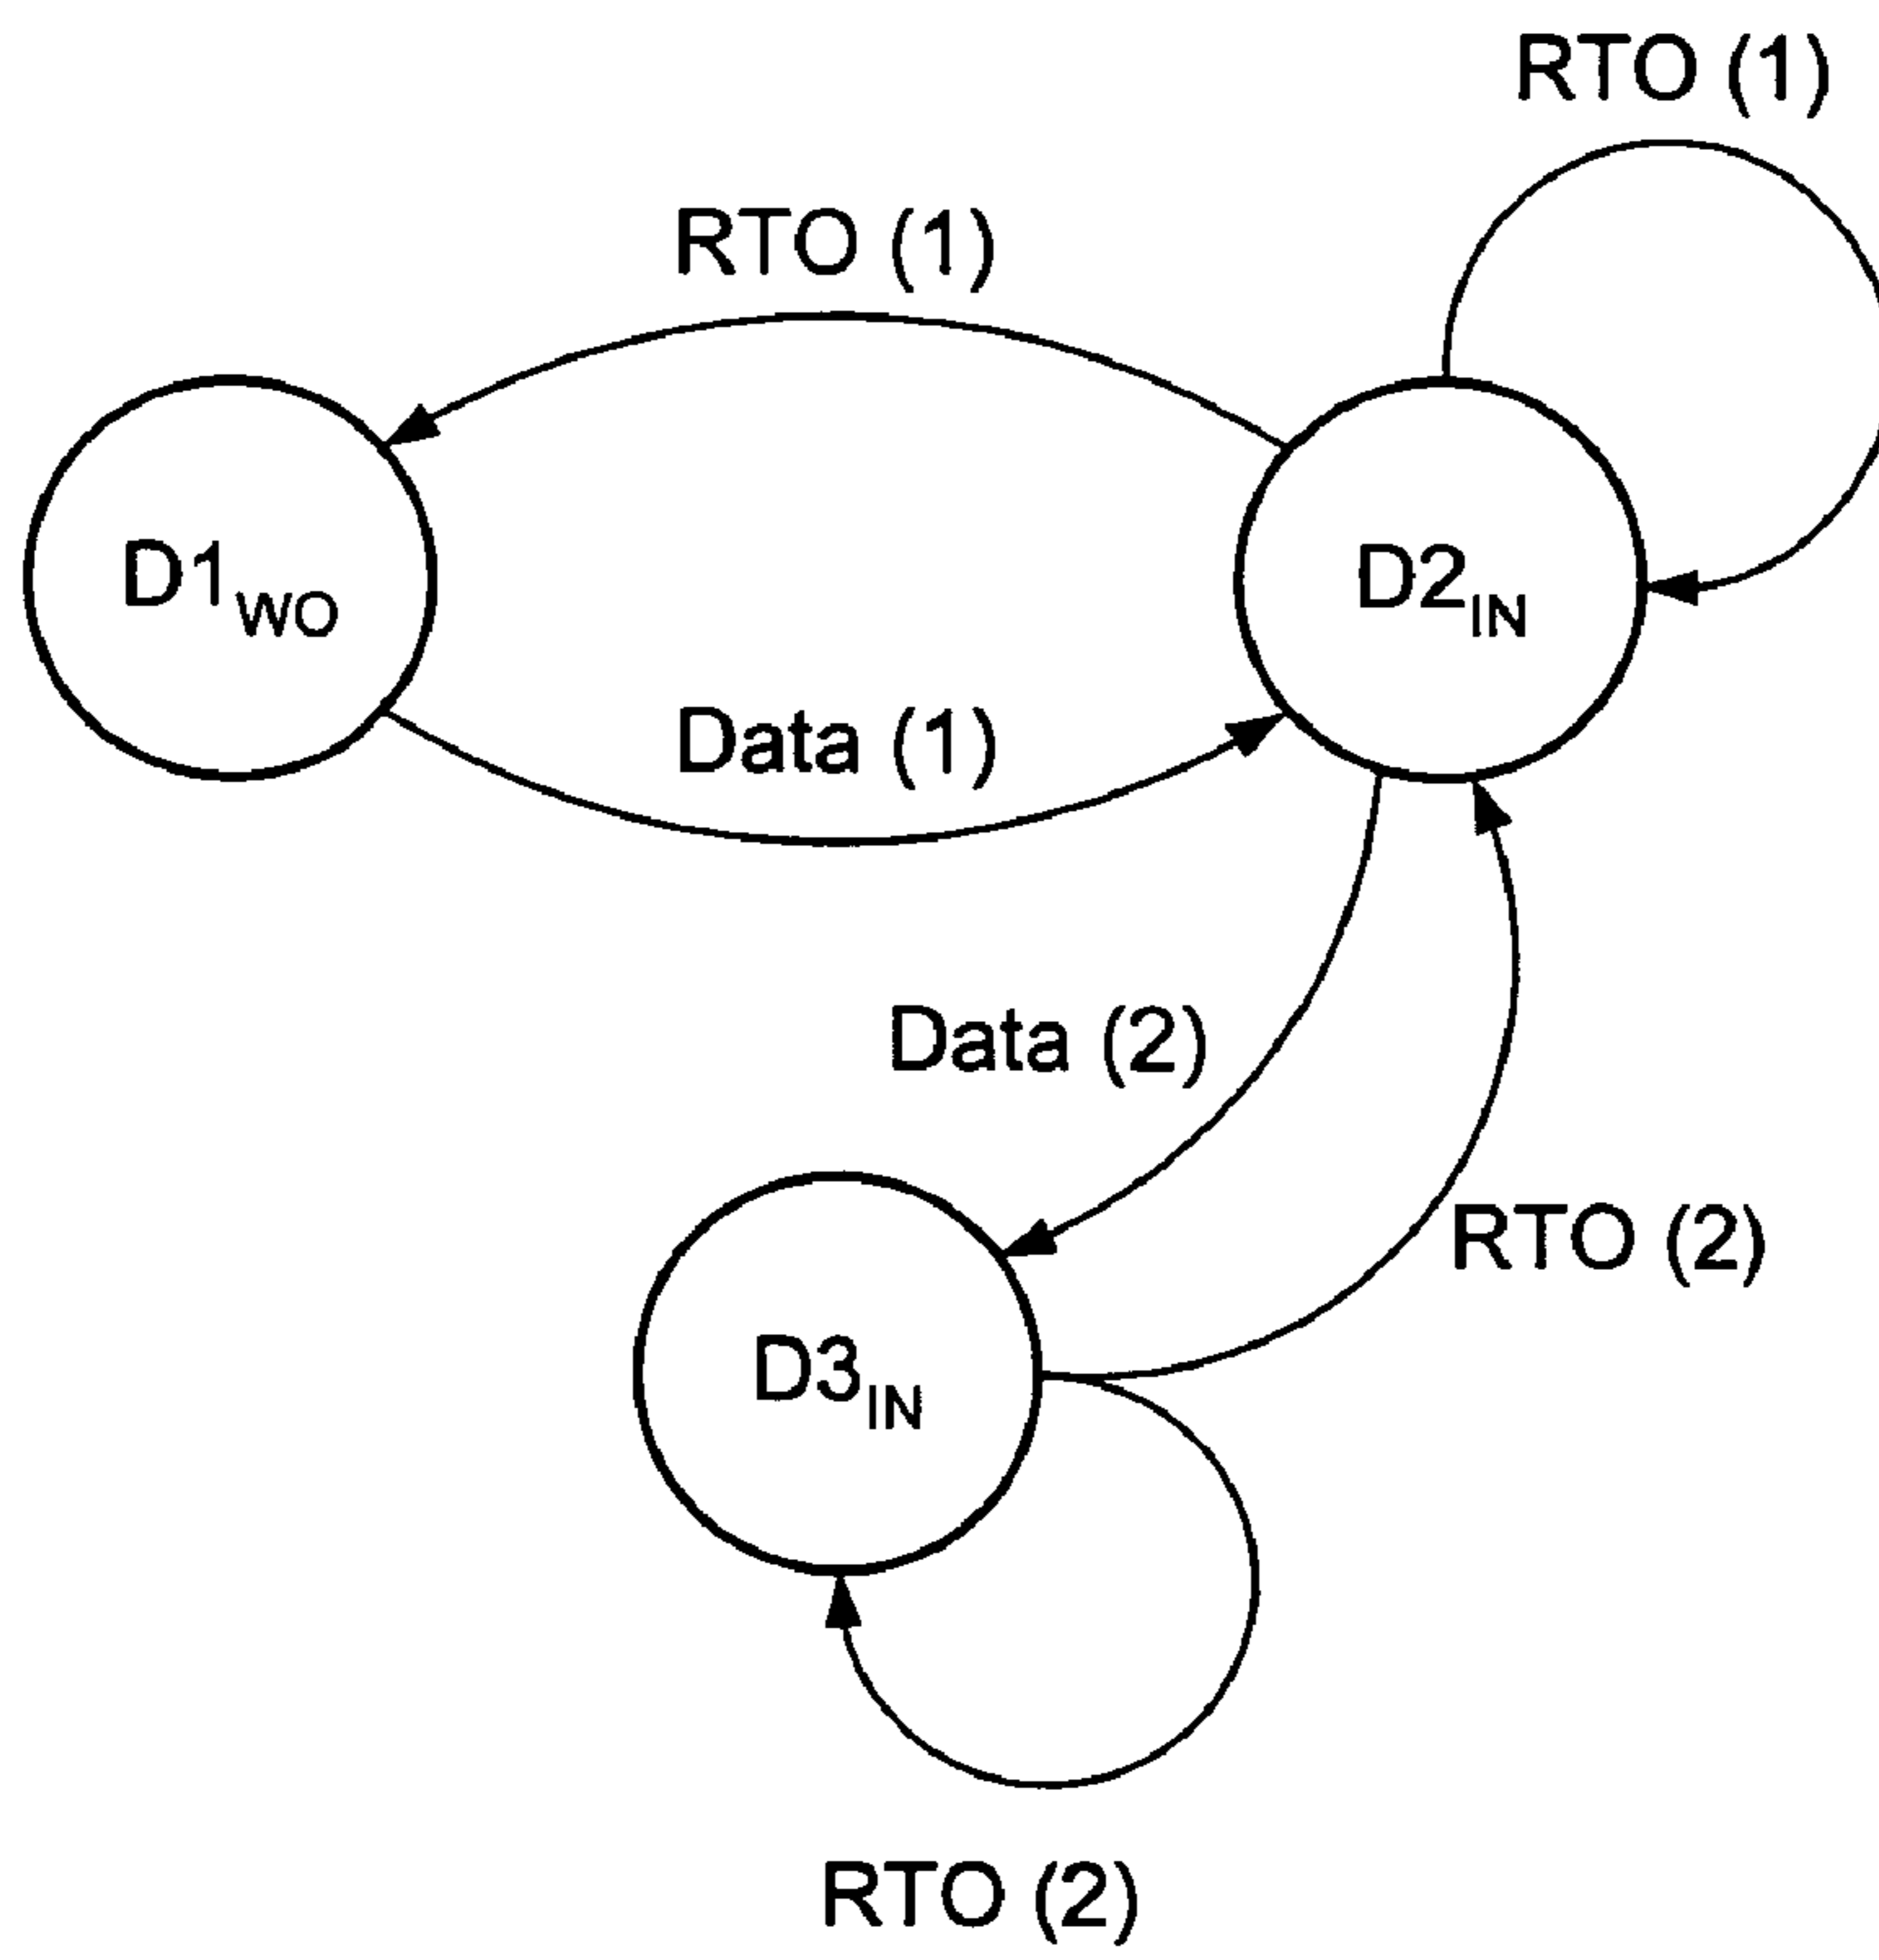 RTO (1)
RTO (1)
D1WO
D2IN
Data (1)
Data (2)
RTO (2)
D3IN
RTO (2)